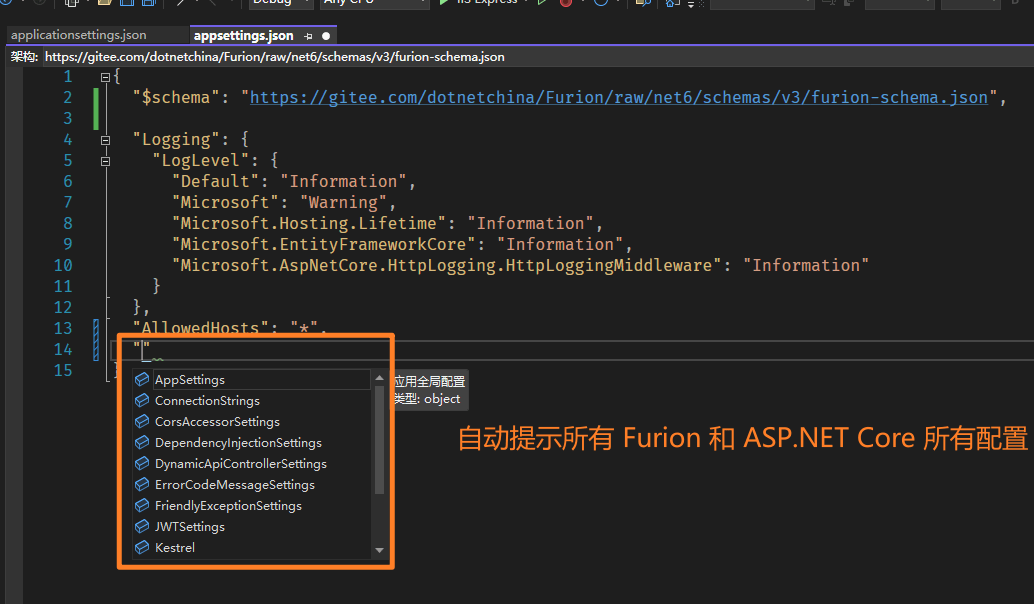 Debug Any CPU IIS Express
applicationsettings.json appsettings.json
架构: https://gitee.com/dotnetchina/Furion/raw/net6/schemas/v3/furion-schema.json
1 {
2 "$schema": "https://gitee.com/dotnetchina/Furion/raw/net6/schemas/v3/furion-schema.json",
3
4 "Logging": {
5 "LogLevel": {
6 "Default": "Information",
7 "Microsoft": "Warning",
8 "Microsoft.Hosting.Lifetime": "Information",
9 "Microsoft.EntityFrameworkCore": "Information",
10 "Microsoft.AspNetCore.HttpLogging.HttpLoggingMiddleware": "Information"
11 }
12 },
13 "AllowedHosts": "*",
14 ""
15 }
AppSettings
应用全局配置
类型: object
ConnectionStrings
CorsAccessorSettings
DependencyInjectionSettings
DynamicApiControllerSettings
ErrorCodeMessageSettings
FriendlyExceptionSettings
JWTSettings
Kestrel
自动提示所有 Furion 和 ASP.NET Core 所有配置